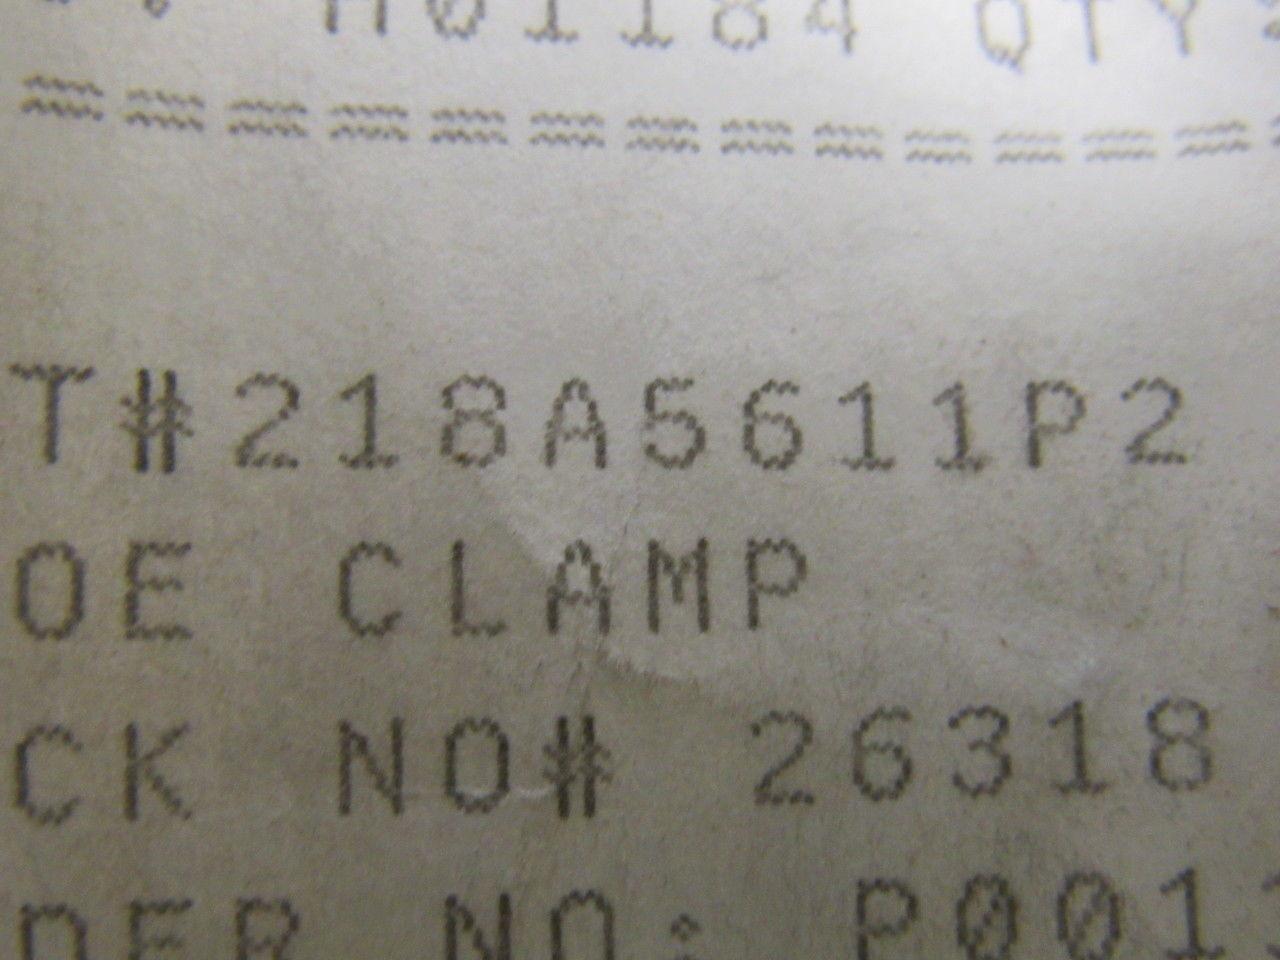 H01184 QTY
=============
T#218A5611P2
OE CLAMP
CK NO# 26318
DER NO: P001